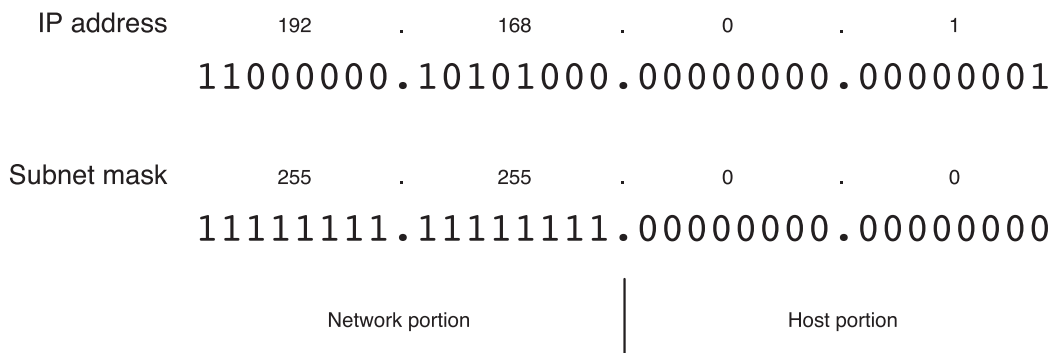 IP address 192 . 168 . 0 . 1
11000000.10101000.00000000.00000001
Subnet mask 255 . 255 . 0 . 0
11111111.11111111.00000000.00000000
Network portion Host portion